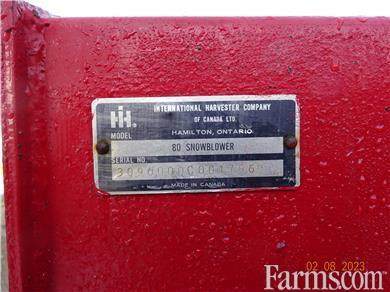 IH
INTERNATIONAL HARVESTER COMPANY
OF CANADA LTD.
HAMILTON, ONTARIO
MODEL
80 SNOWBLOWER
SERIAL NO
MADE IN CANADA
02 08 2023
Farms.com